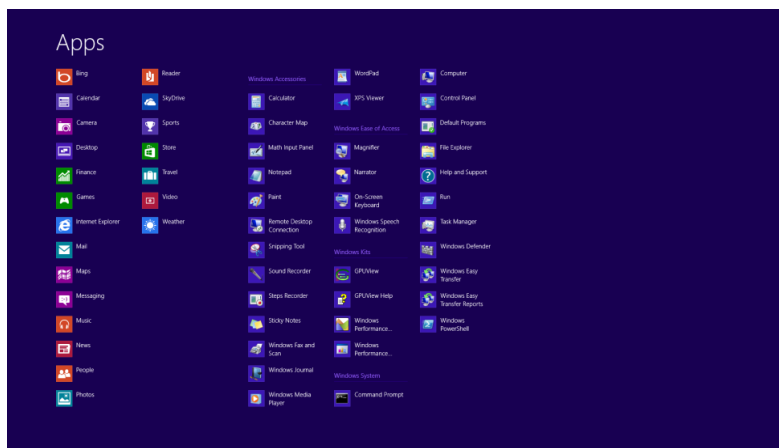 Apps
Bing
Calendar
Camera
Desktop
Finance
Games
Internet Explorer
Mail
Maps
Messaging
Music
News
People
Photos
Reader
SkyDrive
Sports
Store
Travel
Video
Weather
Windows Accessories
Calculator
Character Map
Math Input Panel
Notepad
Paint
Remote Desktop
Connection
Snipping Tool
Sound Recorder
Steps Recorder
Sticky Notes
Windows Fax and
Scan
Windows Journal
Windows Media
Player
WordPad
XPS Viewer
Windows Ease of Access
Magnifier
Narrator
On-Screen
Keyboard
Windows Speech
Recognition
Windows Kits
GPUView
GPUView Help
Windows
Performance...
Windows
Performance...
Windows System
Command Prompt
Computer
Control Panel
Default Programs
File Explorer
Help and Support
Run
Task Manager
Windows Defender
Windows Easy
Transfer
Windows Easy
Transfer Reports
Windows
PowerShell